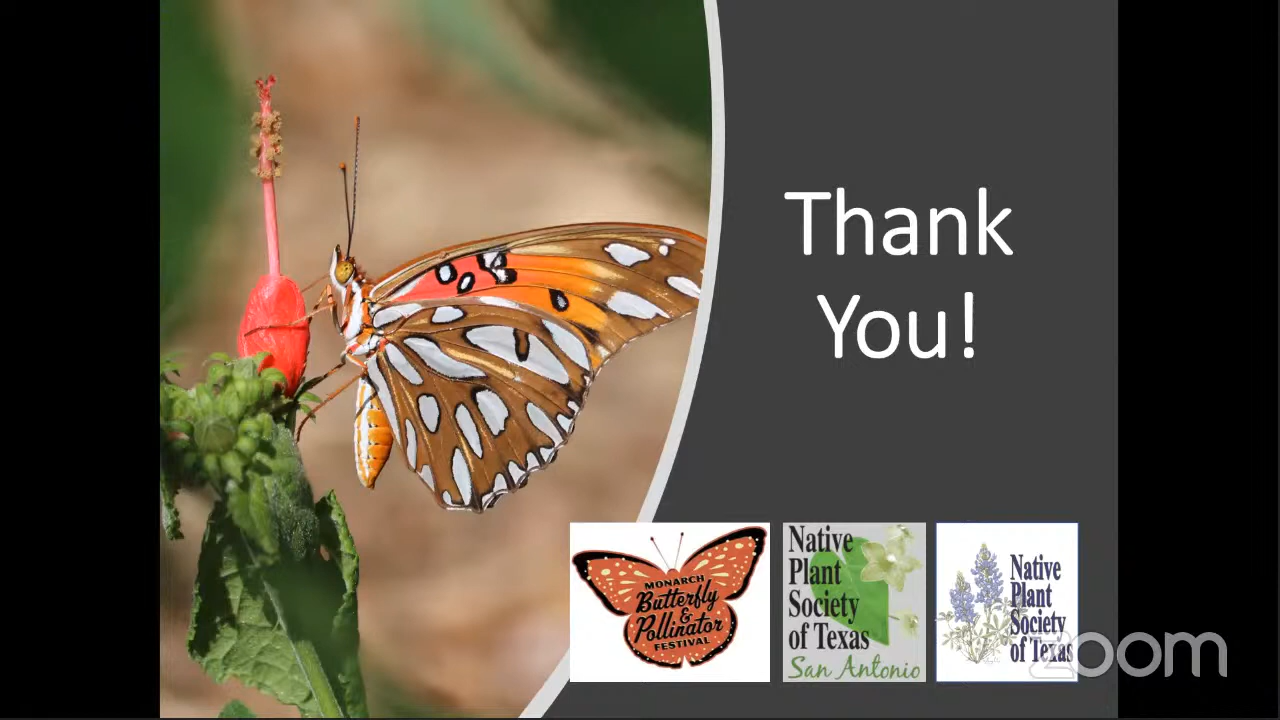 Thank
You!
MONARCH
Butterfly
&
Pollinator
FESTIVAL
Native
Plant
Society
of Texas
San Antonio
Native
Plant
Society
of Texas
zoom